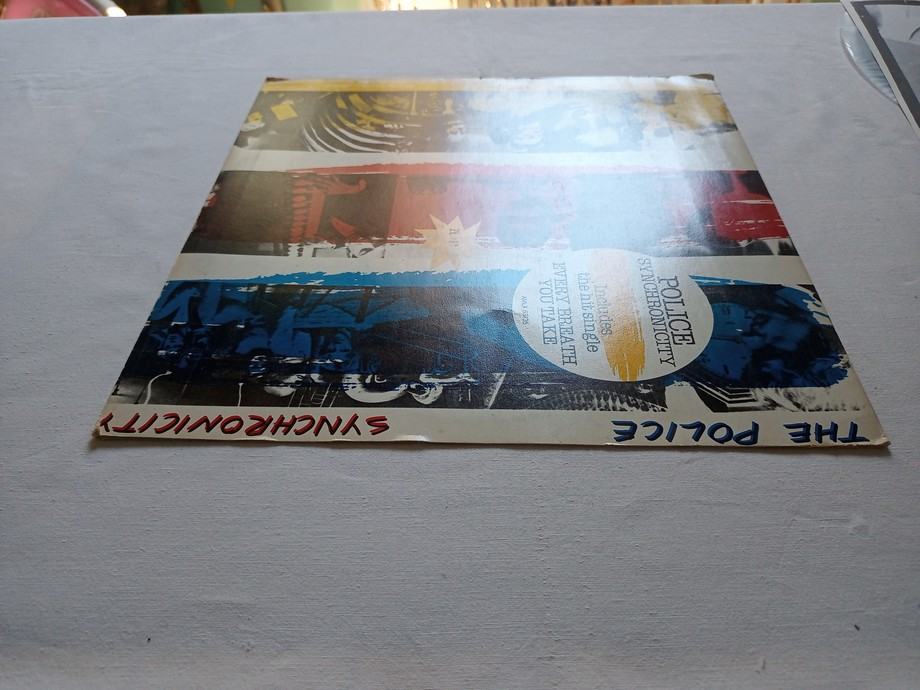 THE POLICE
SYNCHRONICITY
POLICE
SYNCHRONICITY
Includes
the hit single
EVERY BREATH
YOU TAKE